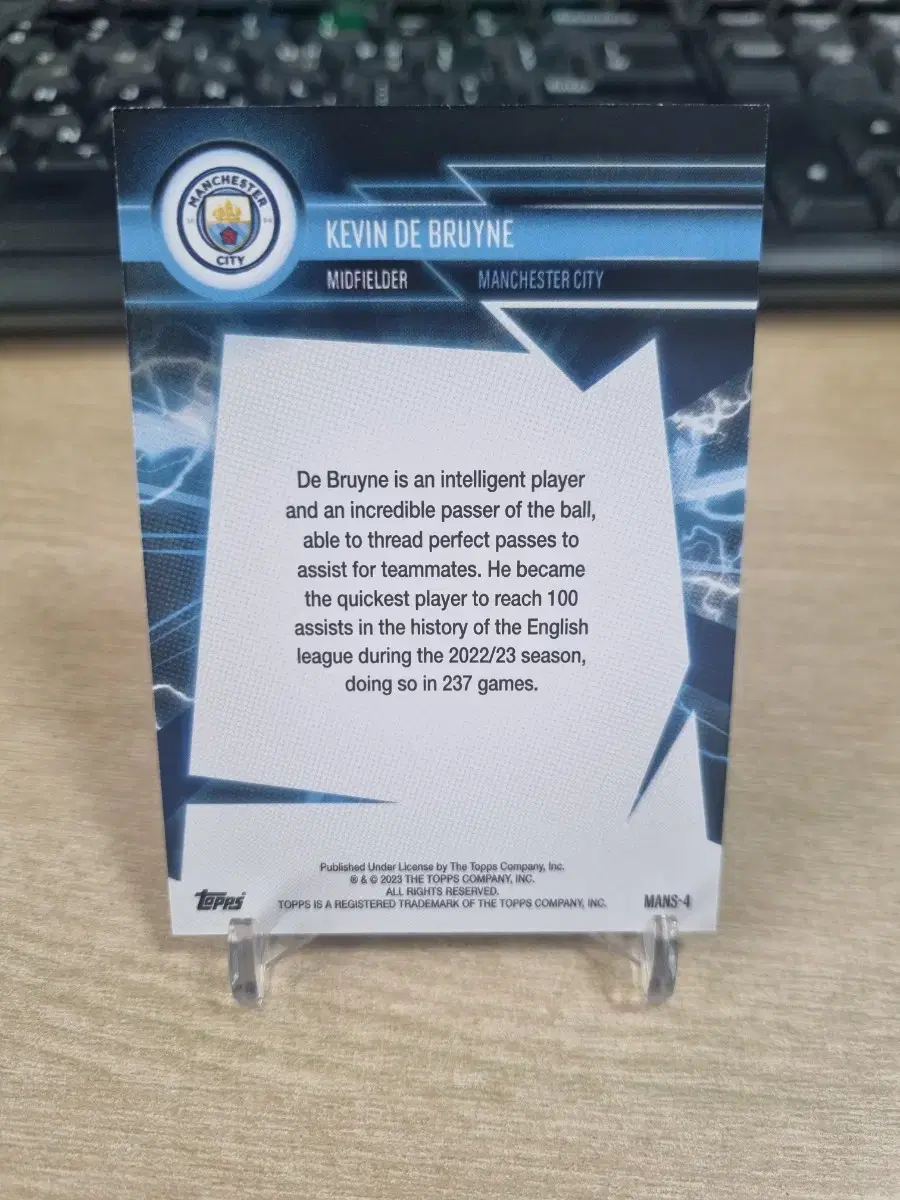 MANCHESTER
CITY
KEVIN DE BRUYNE
MIDFIELDER
MANCHESTER CITY
De Bruyne is an intelligent player
and an incredible passer of the ball,
able to thread perfect passes to
assist for teammates. He became
the quickest player to reach 100
assists in the history of the English
league during the 2022/23 season,
doing so in 237 games.
Published Under License by The Topps Company, Inc.
® & © 2023 THE TOPPS COMPANY, INC.
ALL RIGHTS RESERVED.
TOPPS IS A REGISTERED TRADEMARK OF THE TOPPS COMPANY, INC.
Topps
MANS-4